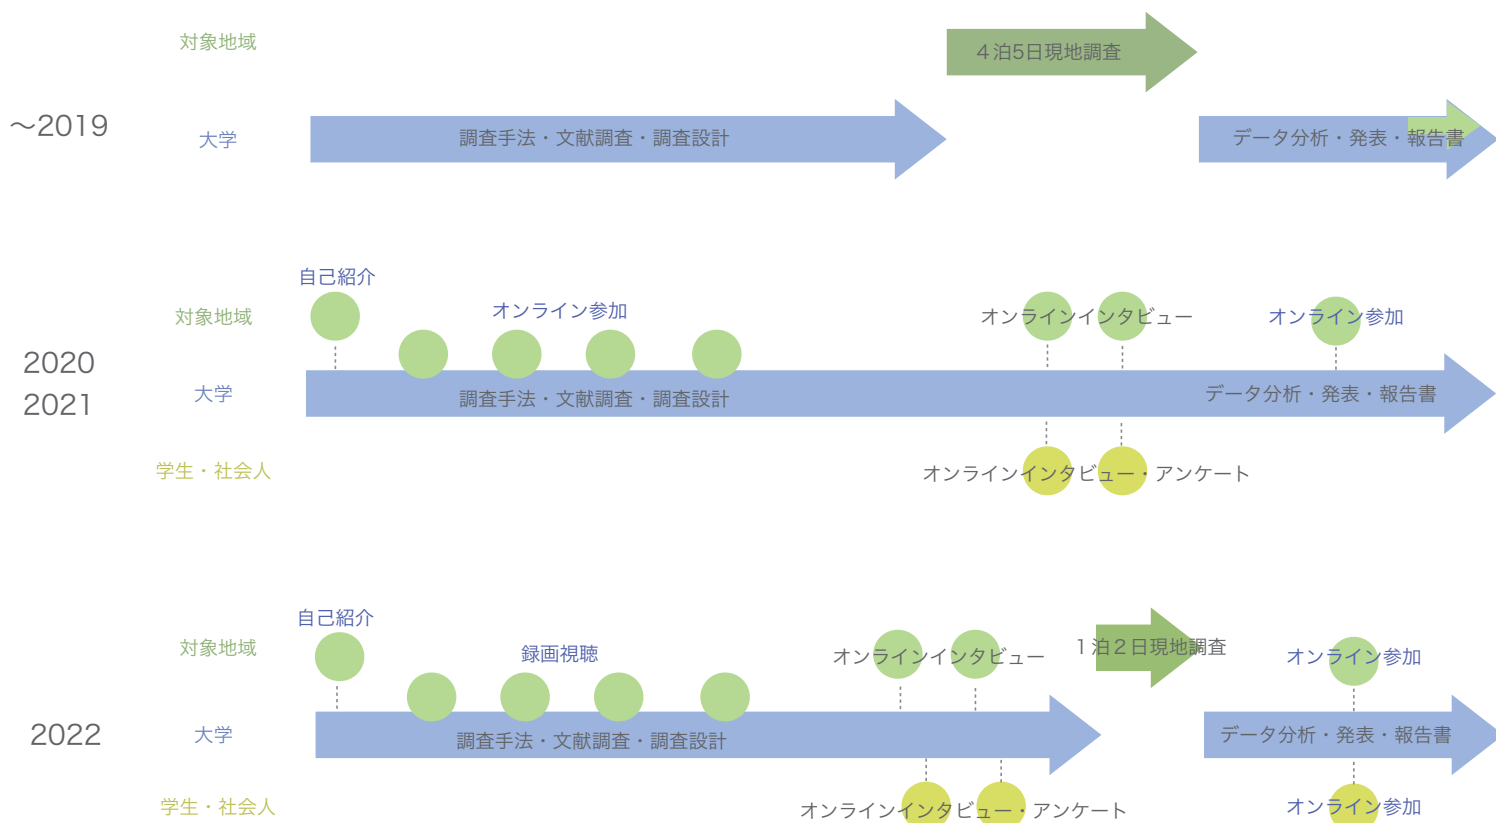 対象地域
４泊5日現地調査
～2019
大学
調査手法・文献調査・調査設計
データ分析・発表・報告書
自己紹介
対象地域
オンライン参加
オンラインインタビュー
オンライン参加
2020
2021
大学
調査手法・文献調査・調査設計
データ分析・発表・報告書
学生・社会人
オンラインインタビュー・アンケート
自己紹介
対象地域
録画視聴
オンラインインタビュー
１泊２日現地調査
オンライン参加
2022
大学
調査手法・文献調査・調査設計
データ分析・発表・報告書
学生・社会人
オンラインインタビュー・アンケート
オンライン参加